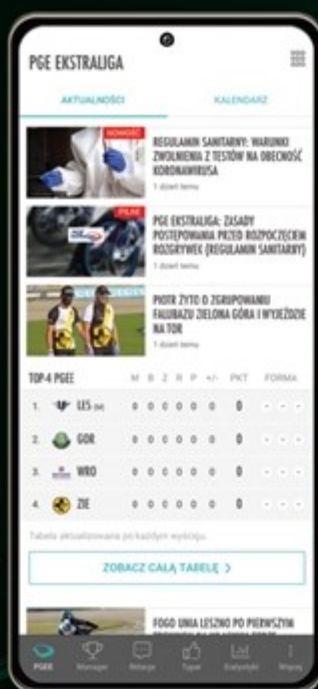 PGE EKSTRALIGA
AKTUALNOŚCI
KALENDARZ
NOWOŚĆ
REGULAMIN SANITARNY: WARUNKI
ZWOLNIENIA Z TESTÓW NA OBECNOŚĆ
KORONAWIRUSA
1 dzień temu
PILNE
PGE EKSTRALIGA: ZASADY
POSTĘPOWANIA PRZED ROZPOCZĘCIEM
ROZGRYWEK (REGULAMIN SANITARNY)
1 dzień temu
PIOTR ŻYTO O ZGRUPOWANIU
FALUBAZU ZIELONA GÓRA I WYJEŹDZIE
NA TOR
1 dzień temu
TOP-4 PGEE M B Z R P +/- PKT FORMA
1. LES (M) 0 0 0 0 0 0 0 - - -
2. GOR 0 0 0 0 0 0 0 - - -
3. WRO 0 0 0 0 0 0 0 - - -
4. ZIE 0 0 0 0 0 0 0 - - -
Tabela aktualizowana po każdym wyścigu.
ZOBACZ CAŁĄ TABELĘ >
FOGO UNIA LESZNO PO PIERWSZYM
PGEE Menager Relacje Typer Statystyki Więcej